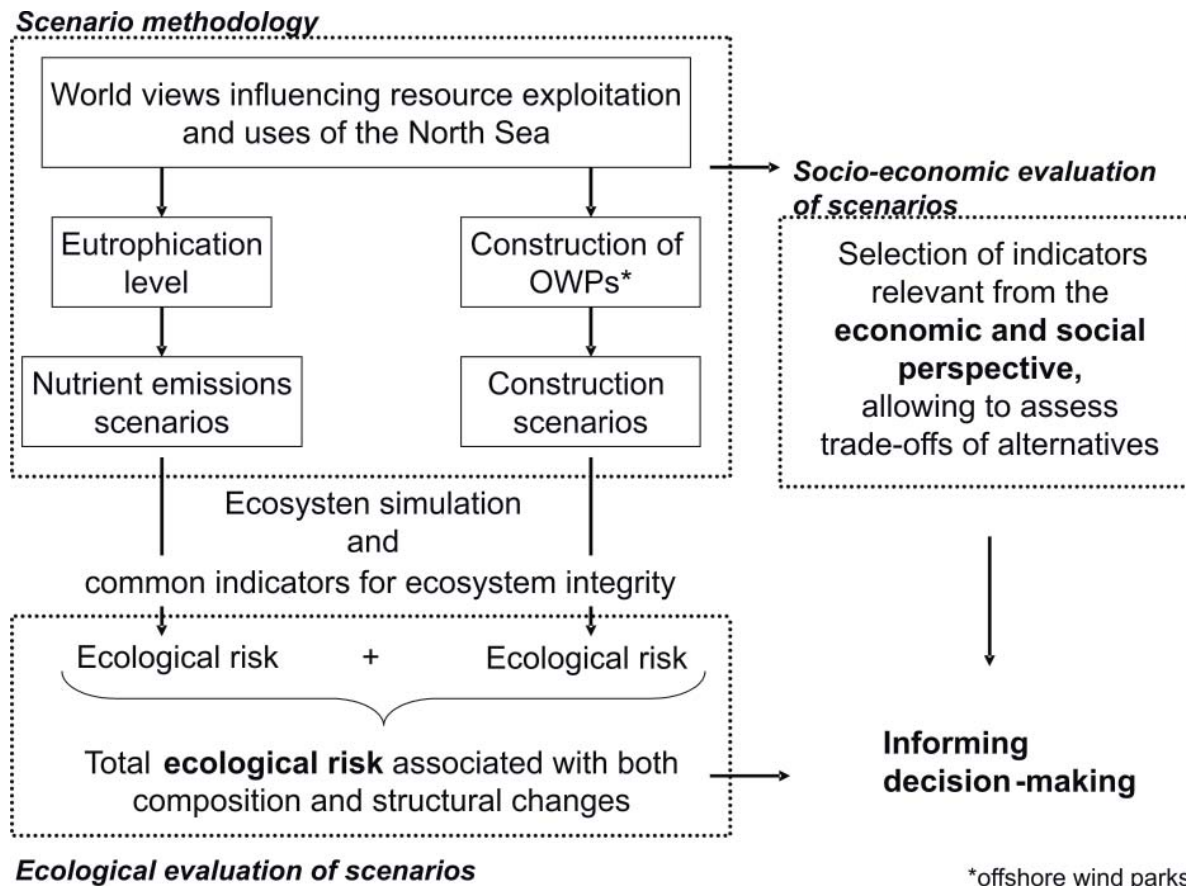 Scenario methodology
World views influencing resource exploitation
and uses of the North Sea
Eutrophication
level
Construction of
OWPs*
Nutrient emissions
scenarios
Construction
scenarios
Socio-economic evaluation
of scenarios
Selection of indicators
relevant from the
economic and social
perspective,
allowing to assess
trade-offs of alternatives
Ecosysten simulation
and
common indicators for ecosystem integrity
Ecological risk + Ecological risk
Total ecological risk associated with both
composition and structural changes
Informing
decision-making
Ecological evaluation of scenarios
*offshore wind parks